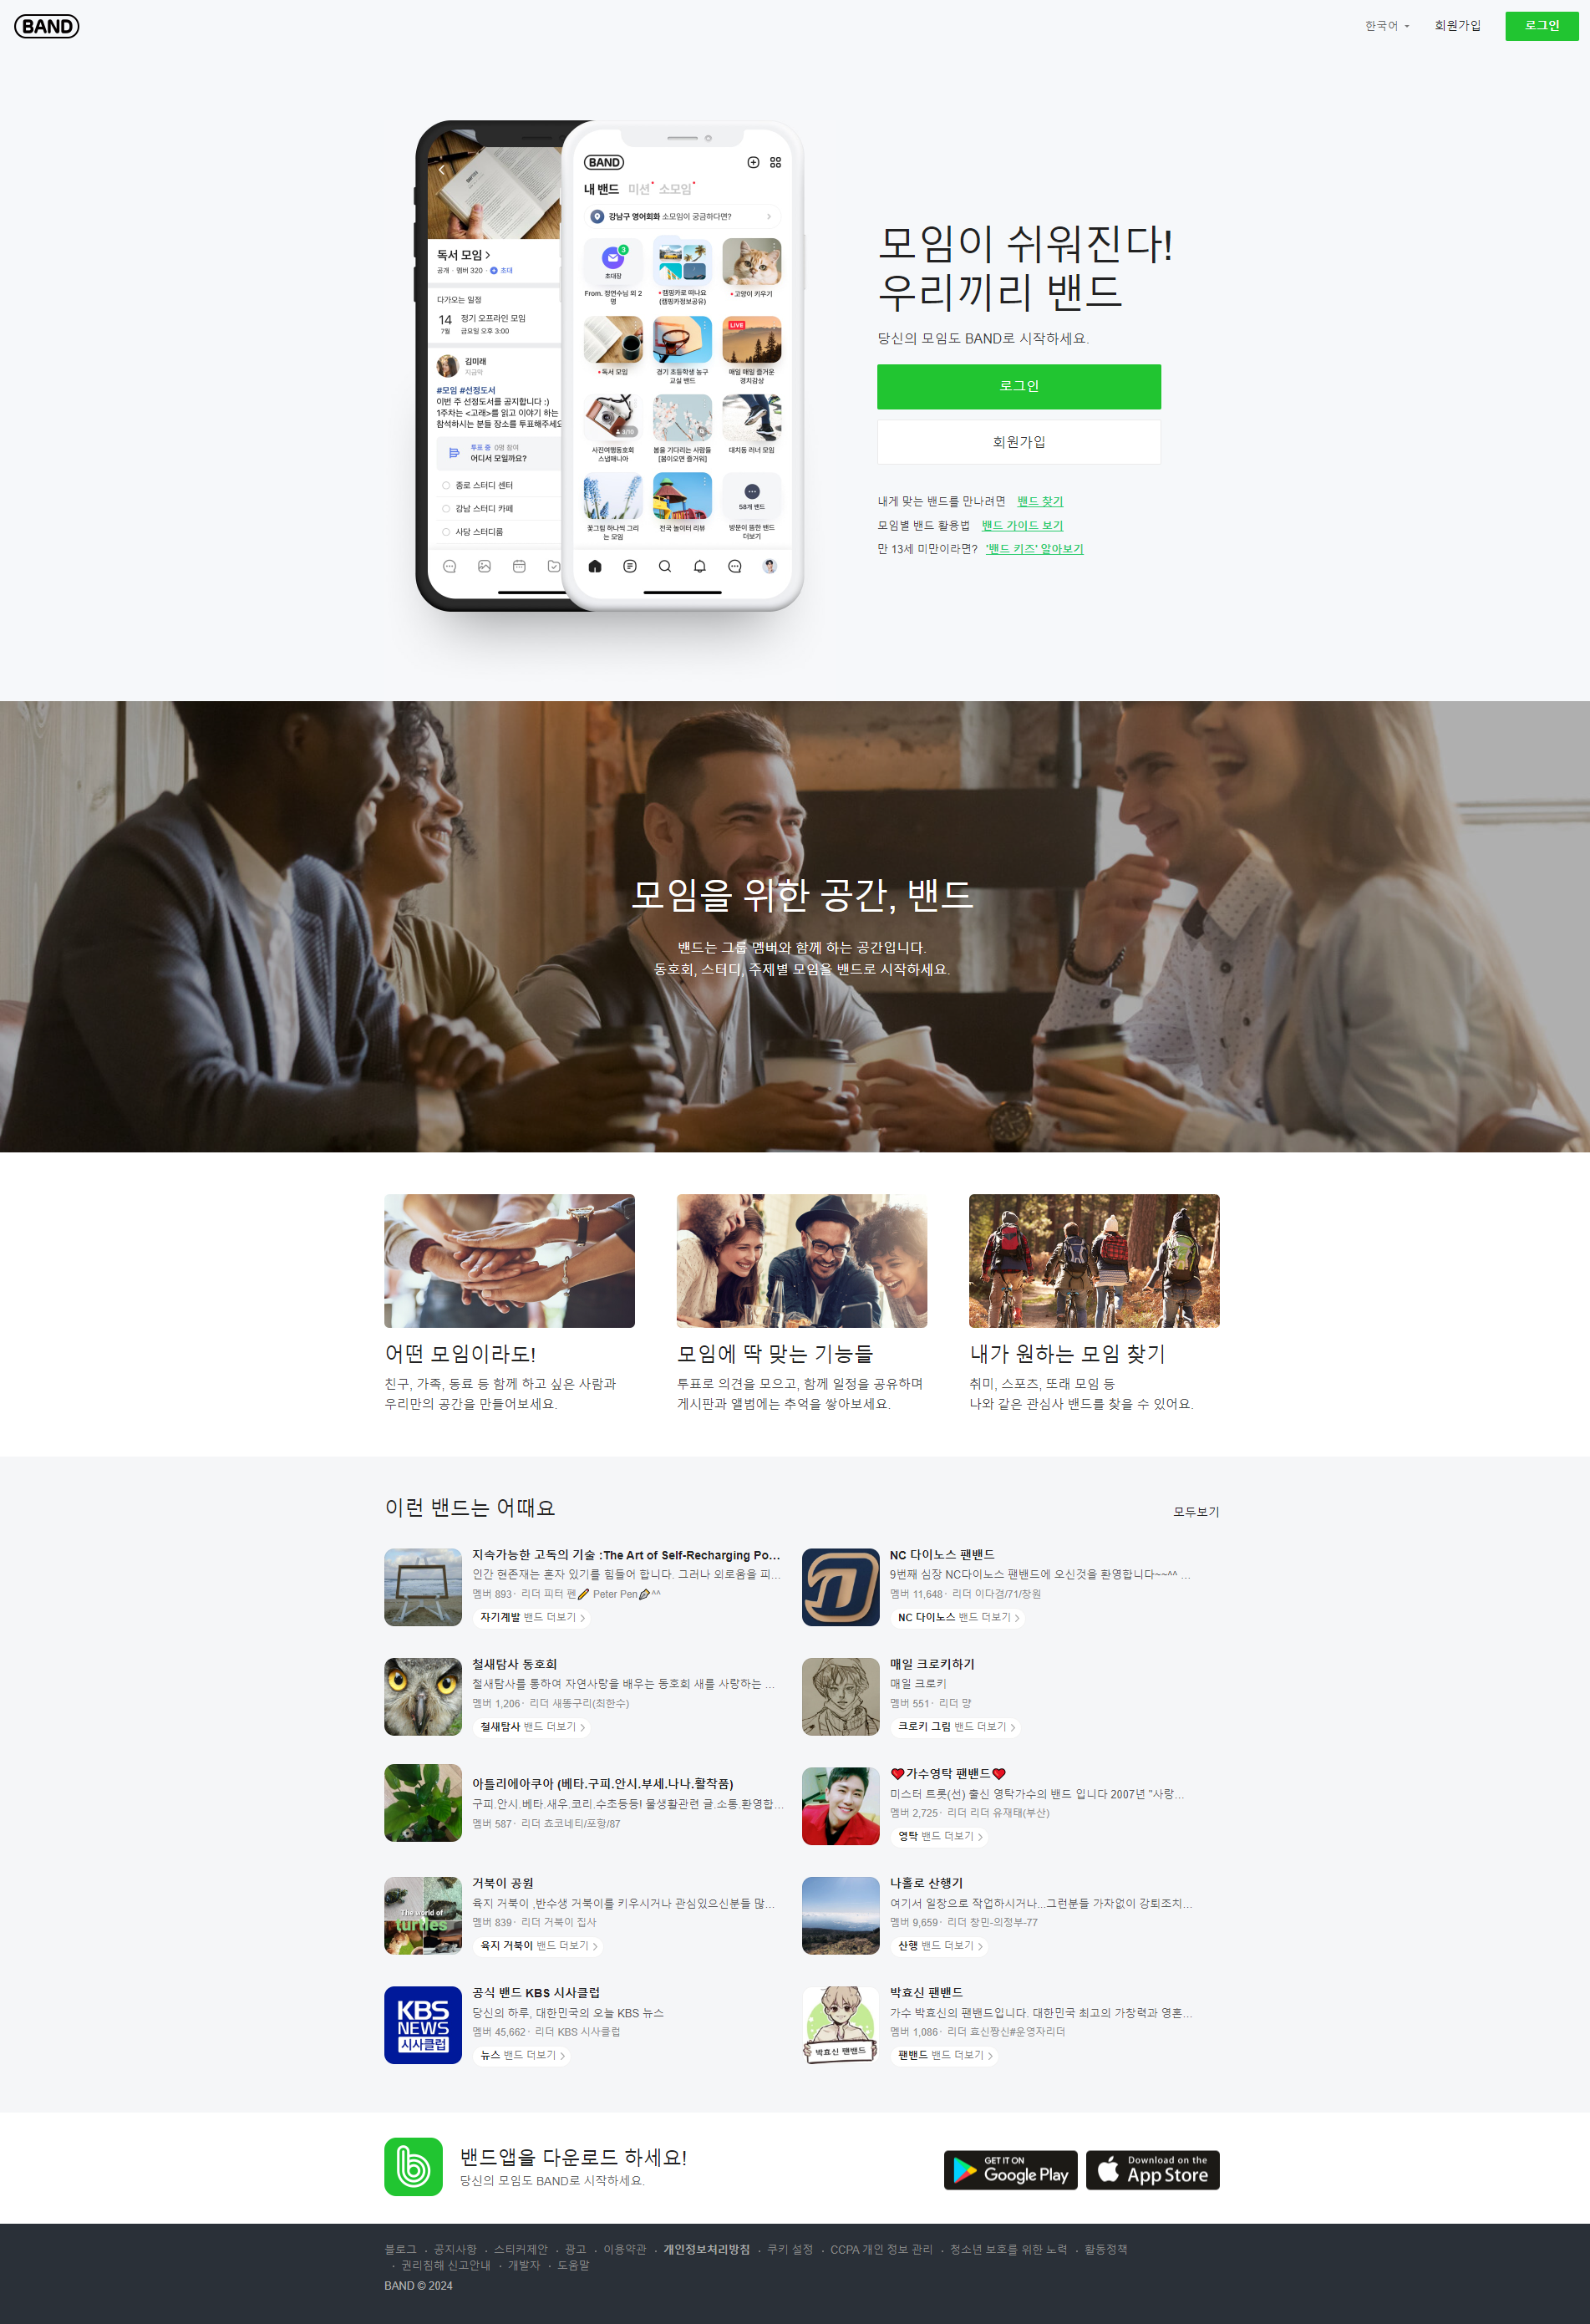 BAND
한국어
회원가입
로그인
독서 모임
공개 · 멤버 320 · 초대
다가오는 일정
14 정기 오프라인 모임
7월 금요일 오후 3:00
김미래
지금막
#모임 #선정도서
이번 주 선정도서를 공지합니다 :)
1주차는 <고래>를 읽고 이야기 하는
참석하시는 분들 장소를 투표해주세요
투표 중 0명 참여
어디서 모일까요?
종로 스터디 센터
강남 스터디 카페
사당 스터디룸
BAND
내 밴드 미션 소모임
강남구 영어회화 소모임이 궁금하다면?
3
초대장
From. 정연수님 외 2
명
캠핑카로 떠나요
(캠핑카정보공유)
고양이 키우기
독서 모임
경기 초등학생 농구
교실 밴드
LIVE
매일 매일 즐거운
경치감상
3/10
사진여행동호회
스냅매니아
봄을 기다리는 사람들
[봄이오면 즐거워]
대치동 러너 모임
꽃그림 하나씩 그리
는 모임
전국 놀이터 리뷰
58개 밴드
방문이 뜸한 밴드
더보기
모임이 쉬워진다!
우리끼리 밴드
당신의 모임도 BAND로 시작하세요.
로그인
회원가입
내게 맞는 밴드를 만나려면 밴드 찾기
모임별 밴드 활용법 밴드 가이드 보기
만 13세 미만이라면? '밴드 키즈' 알아보기
모임을 위한 공간, 밴드
밴드는 그룹 멤버와 함께 하는 공간입니다.
동호회, 스터디, 주제별 모임을 밴드로 시작하세요.
어떤 모임이라도!
친구, 가족, 동료 등 함께 하고 싶은 사람과
우리만의 공간을 만들어보세요.
모임에 딱 맞는 기능들
투표로 의견을 모으고, 함께 일정을 공유하며
게시판과 앨범에는 추억을 쌓아보세요.
내가 원하는 모임 찾기
취미, 스포츠, 또래 모임 등
나와 같은 관심사 밴드를 찾을 수 있어요.
이런 밴드는 어때요
모두보기
지속가능한 고독의 기술 :The Art of Self-Recharging Po...
인간 현존재는 혼자 있기를 힘들어 합니다. 그러나 외로움을 피...
멤버 893 · 리더 피터 펜✏️ Peter Pen🖋^^
자기계발 밴드 더보기
NC 다이노스 팬밴드
9번째 심장 NC다이노스 팬밴드에 오신것을 환영합니다~~^^ ...
멤버 11,648 · 리더 이다겸/71/창원
NC 다이노스 밴드 더보기
철새탐사 동호회
철새탐사를 통하여 자연사랑을 배우는 동호회 새를 사랑하는 ...
멤버 1,206 · 리더 새똥구리(최한수)
철새탐사 밴드 더보기
매일 크로키하기
매일 크로키
멤버 551 · 리더 먕
크로키 그림 밴드 더보기
아틀리에아쿠아 (베타.구피.안시.부세.나나.활착품)
구피.안시.베타.새우.코리.수초등등! 물생활관련 글.소통.환영합...
멤버 587 · 리더 쵸코네티/포항/87
❤️가수영탁 팬밴드❤️
미스터 트롯(선) 출신 영탁가수의 밴드 입니다 2007년 "사랑...
멤버 2,725 · 리더 리더 유재태(부산)
영탁 밴드 더보기
The world of
turtles
거북이 공원
육지 거북이 ,반수생 거북이를 키우시거나 관심있으신분들 많...
멤버 839 · 리더 거북이 집사
육지 거북이 밴드 더보기
나홀로 산행기
여기서 일장으로 작업하시거나...그런분들 가차없이 강퇴조치...
멤버 9,659 · 리더 창민-의정부-77
산행 밴드 더보기
KBS
NEWS
시사클럽
공식 밴드 KBS 시사클럽
당신의 하루, 대한민국의 오늘 KBS 뉴스
멤버 45,662 · 리더 KBS 시사클럽
뉴스 밴드 더보기
박효신 팬밴드
박효신 팬밴드
가수 박효신의 팬밴드입니다. 대한민국 최고의 가창력과 영혼...
멤버 1,086 · 리더 효신짱신#운영자리더
팬밴드 밴드 더보기
밴드앱을 다운로드 하세요!
당신의 모임도 BAND로 시작하세요.
GET IT ON
Google Play
Download on the
App Store
블로그 · 공지사항 · 스티커제안 · 광고 · 이용약관 · 개인정보처리방침 · 쿠키 설정 · CCPA 개인 정보 관리 · 청소년 보호를 위한 노력 · 활동정책
· 권리침해 신고안내 · 개발자 · 도움말
BAND © 2024